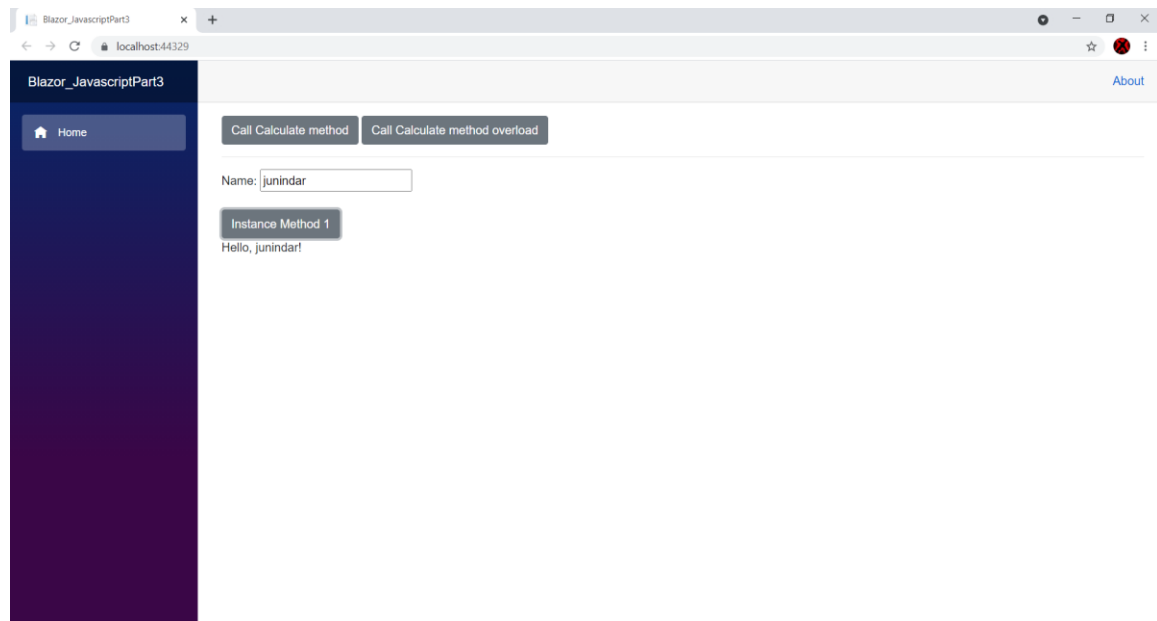 Blazor_JavascriptPart3
localhost:44329
Blazor_JavascriptPart3
About
Home
Call Calculate method Call Calculate method overload
Name: junindar
Instance Method 1
Hello, junindar!